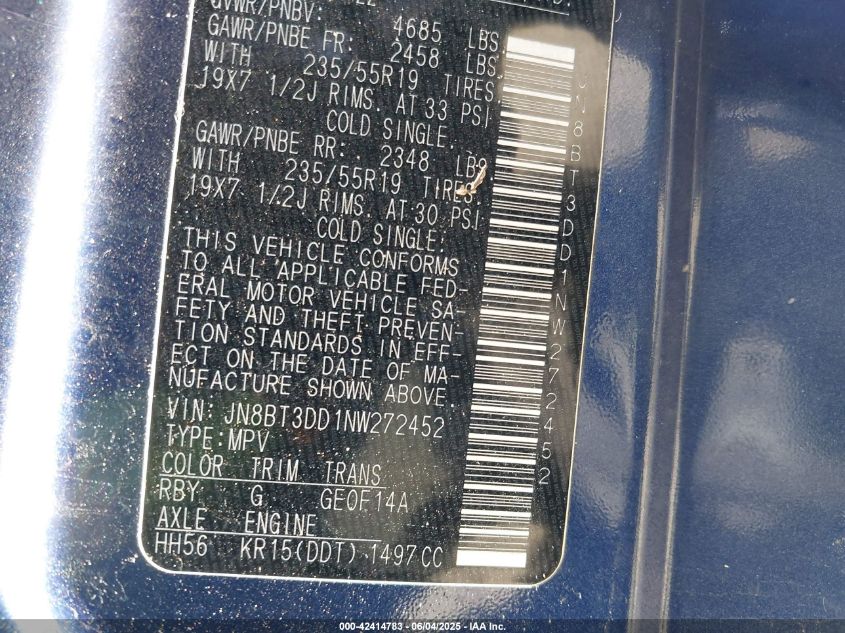 GVWR/PNBV: 4685 LBS
GAWR/PNBE FR: 2458 LBS
WITH 235/55R19 TIRES,
19X7 1/2J RIMS. AT 33 PSI
COLD SINGLE.
GAWR/PNBE RR: 2348 LBS.
WITH 235/55R19 TIRES,
19X7 1/2J RIMS. AT 30 PSI
COLD SINGLE.
THIS VEHICLE CONFORMS
TO ALL APPLICABLE FED-
ERAL MOTOR VEHICLE SA-
FETY AND THEFT PREVEN-
TION STANDARDS IN EFF-
ECT ON THE DATE OF MA-
NUFACTURE SHOWN ABOVE.
VIN: JN8BT3DD1NW272452
TYPE:MPV
COLOR TRIM TRANS
RBY G GE0F14A
AXLE ENGINE
HH56 KR15(DDT) 1497CC
JN8BT3DD1NW272452
000-42414783 - 06/04/2025 - IAA Inc.